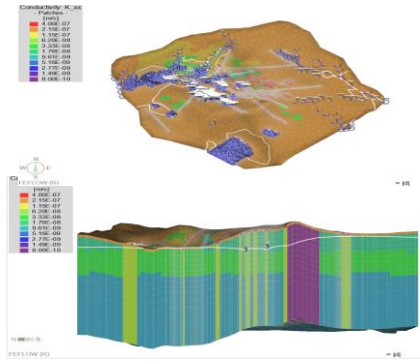 Conductivity: K_xx
- Patches -
[m/s]
4.00E-07
2.15E-07
1.15E-07
6.20E-08
3.33E-08
1.79E-08
9.61E-09
5.16E-09
2.77E-09
1.49E-09
8.00E-10
N
W
E
S
FEFLOW (R)
[m/s]
4.00E-07
2.15E-07
1.15E-07
6.20E-08
3.33E-08
1.79E-08
9.61E-09
5.16E-09
2.77E-09
1.49E-09
8.00E-10
FEFLOW (R)